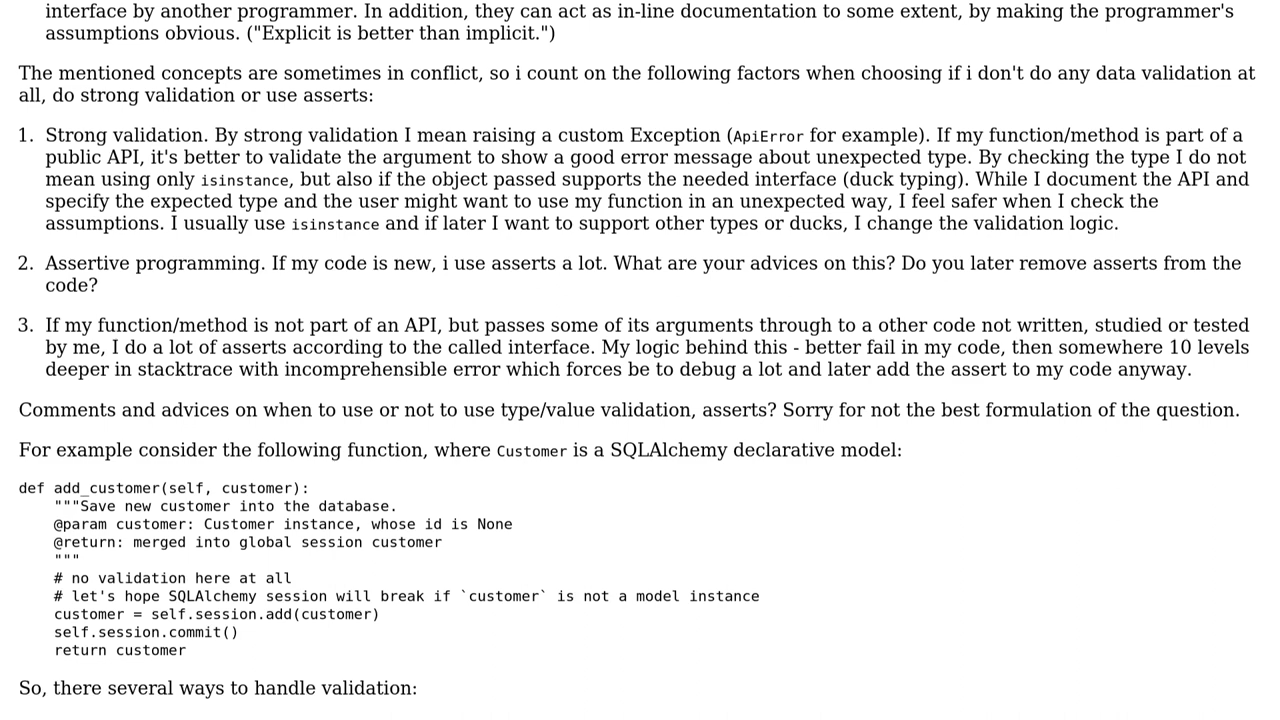 interface by another programmer. In addition, they can act as in-line documentation to some extent, by making the programmer's
assumptions obvious. ("Explicit is better than implicit.")
The mentioned concepts are sometimes in conflict, so i count on the following factors when choosing if i don't do any data validation at
all, do strong validation or use asserts:
1. Strong validation. By strong validation I mean raising a custom Exception (ApiError for example). If my function/method is part of a
public API, it's better to validate the argument to show a good error message about unexpected type. By checking the type I do not
mean using only isinstance, but also if the object passed supports the needed interface (duck typing). While I document the API and
specify the expected type and the user might want to use my function in an unexpected way, I feel safer when I check the
assumptions. I usually use isinstance and if later I want to support other types or ducks, I change the validation logic.
2. Assertive programming. If my code is new, i use asserts a lot. What are your advices on this? Do you later remove asserts from the
code?
3. If my function/method is not part of an API, but passes some of its arguments through to a other code not written, studied or tested
by me, I do a lot of asserts according to the called interface. My logic behind this - better fail in my code, then somewhere 10 levels
deeper in stacktrace with incomprehensible error which forces be to debug a lot and later add the assert to my code anyway.
Comments and advices on when to use or not to use type/value validation, asserts? Sorry for not the best formulation of the question.
For example consider the following function, where Customer is a SQLAlchemy declarative model:
def add_customer(self, customer):
    """Save new customer into the database.
    @param customer: Customer instance, whose id is None
    @return: merged into global session customer
    """
    # no validation here at all
    # let's hope SQLAlchemy session will break if `customer` is not a model instance
    customer = self.session.add(customer)
    self.session.commit()
    return customer
So, there several ways to handle validation: